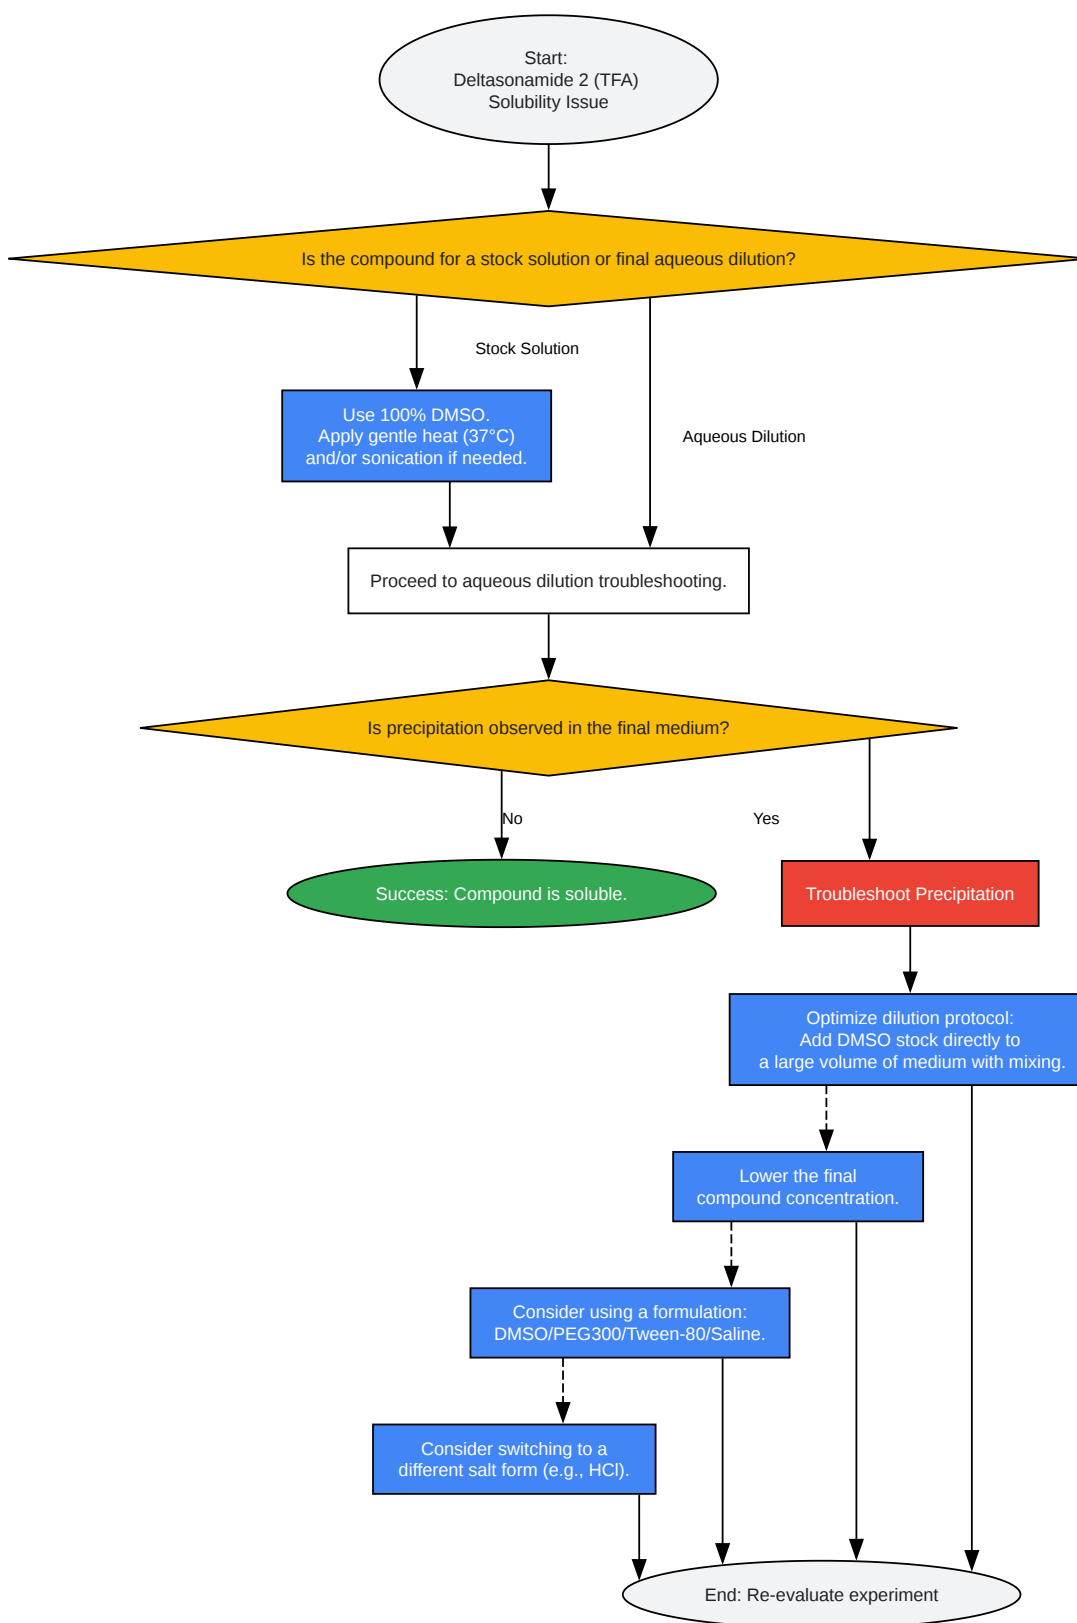 Start:
Deltasonamide 2 (TFA)
Solubility Issue
Is the compound for a stock solution or final aqueous dilution?
Stock Solution
Use 100% DMSO.
Apply gentle heat (37°C)
and/or sonication if needed.
Aqueous Dilution
Proceed to aqueous dilution troubleshooting.
Is precipitation observed in the final medium?
No
Yes
Success: Compound is soluble.
Troubleshoot Precipitation
Optimize dilution protocol:
Add DMSO stock directly to
a large volume of medium with mixing.
Lower the final
compound concentration.
Consider using a formulation:
DMSO/PEG300/Tween-80/Saline.
Consider switching to a
different salt form (e.g., HCl).
End: Re-evaluate experiment